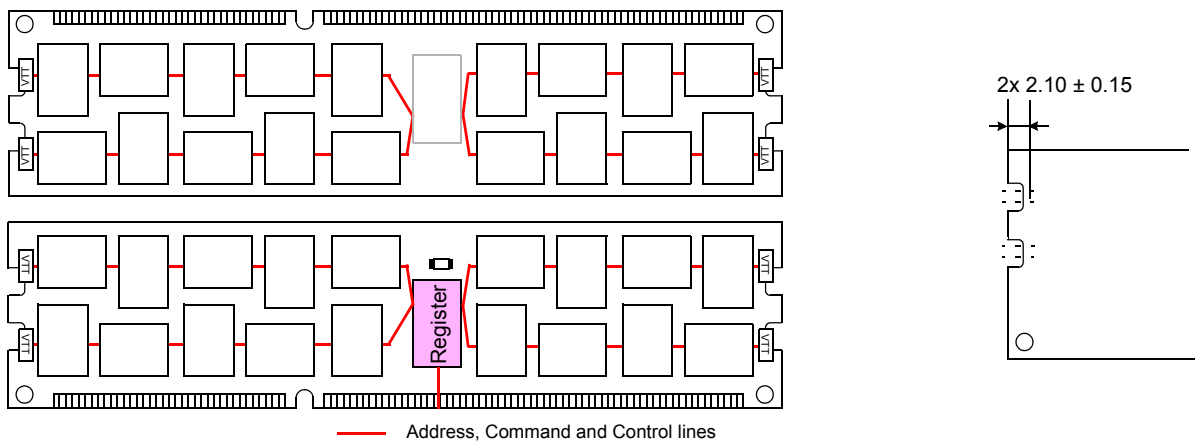 VTT
VTT
VTT
VTT
2x 2.10 ± 0.15
VTT
VTT
VTT
VTT
Register
Address, Command and Control lines